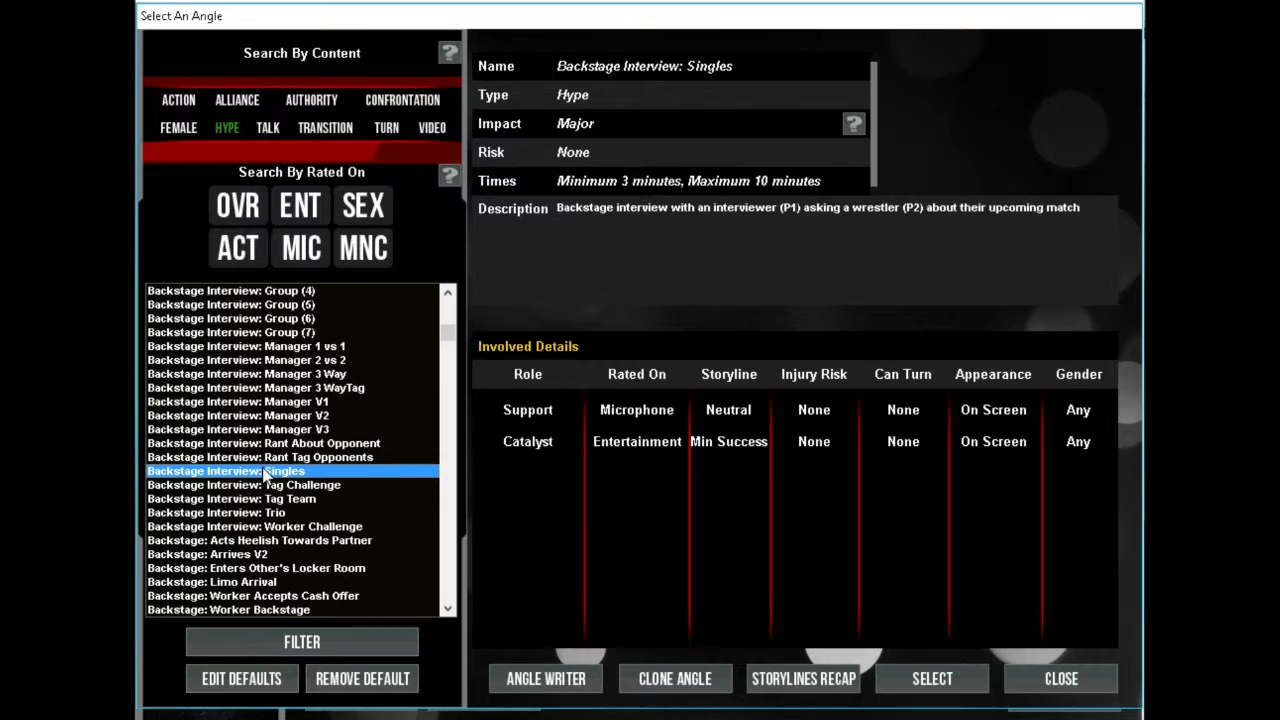 Select An Angle
Search By Content
?
ACTION ALLIANCE AUTHORITY CONFRONTATION
FEMALE HYPE TALK TRANSITION TURN VIDEO
Search By Rated On
?
OVR ENT SEX
ACT MIC MNC
Backstage Interview: Group (4)
Backstage Interview: Group (5)
Backstage Interview: Group (6)
Backstage Interview: Group (7)
Backstage Interview: Manager 1 vs 1
Backstage Interview: Manager 2 vs 2
Backstage Interview: Manager 3 Way
Backstage Interview: Manager 3 WayTag
Backstage Interview: Manager V1
Backstage Interview: Manager V2
Backstage Interview: Manager V3
Backstage Interview: Rant About Opponent
Backstage Interview: Rant Tag Opponents
Backstage Interview: Singles
Backstage Interview: Tag Challenge
Backstage Interview: Tag Team
Backstage Interview: Trio
Backstage Interview: Worker Challenge
Backstage: Acts Heelish Towards Partner
Backstage: Arrives V2
Backstage: Enters Other's Locker Room
Backstage: Limo Arrival
Backstage: Worker Accepts Cash Offer
Backstage: Worker Backstage
FILTER
EDIT DEFAULTS REMOVE DEFAULT
Name Backstage Interview: Singles
Type Hype
Impact Major ?
Risk None
Times Minimum 3 minutes, Maximum 10 minutes
Description Backstage interview with an interviewer (P1) asking a wrestler (P2) about their upcoming match
Involved Details
Role Rated On Storyline Injury Risk Can Turn Appearance Gender
Support Microphone Neutral None None On Screen Any
Catalyst Entertainment Min Success None None On Screen Any
ANGLE WRITER CLONE ANGLE STORYLINES RECAP SELECT CLOSE